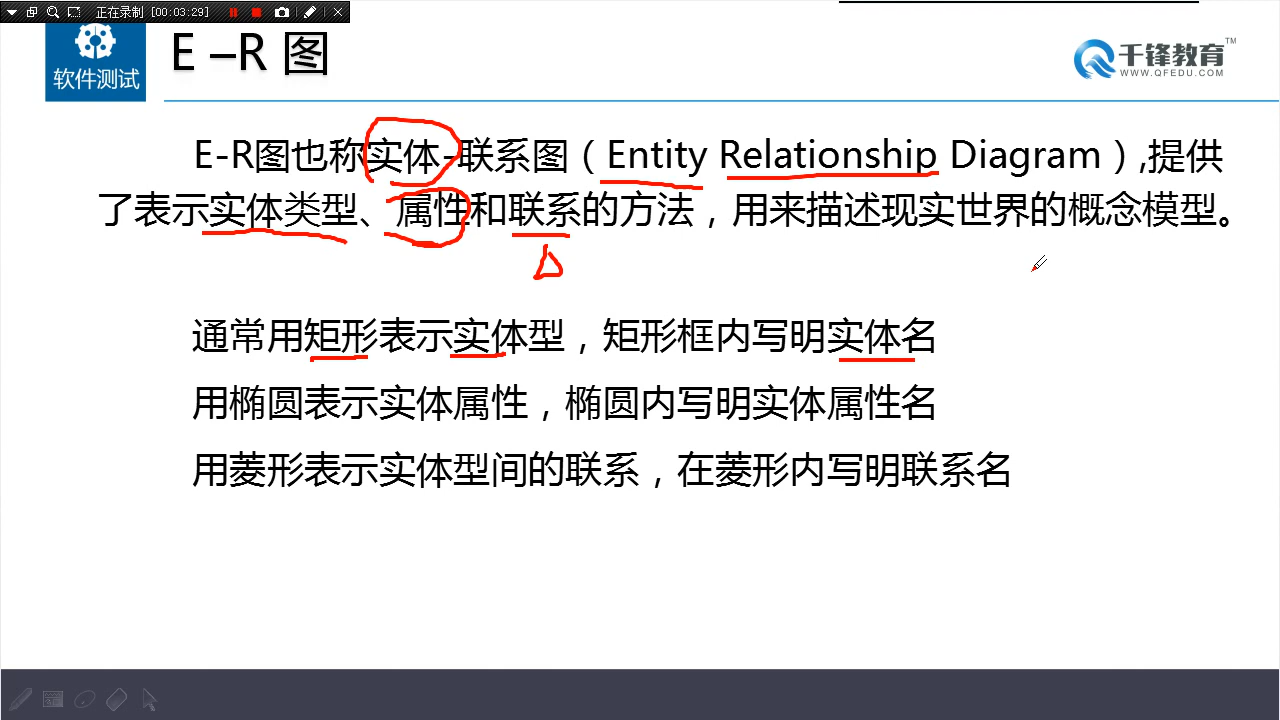 正在录制 [00:03:29]
软件测试
E –R 图
千锋教育 TM
WWW.QFEDU.COM
E-R图也称实体-联系图（Entity Relationship Diagram）,提供
了表示实体类型、属性和联系的方法，用来描述现实世界的概念模型。
通常用矩形表示实体型，矩形框内写明实体名
用椭圆表示实体属性，椭圆内写明实体属性名
用菱形表示实体型间的联系，在菱形内写明联系名